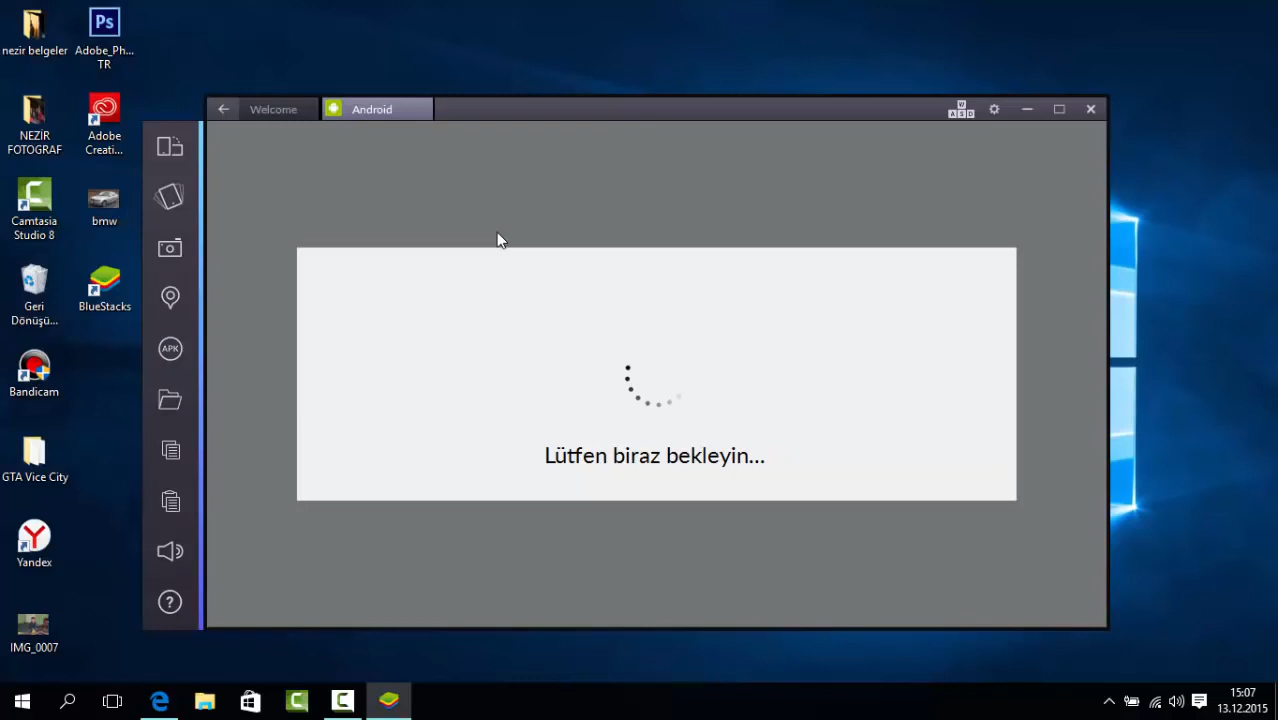 nezir belgeler
Ps
Adobe_Ph...
TR
NEZİR
FOTOGRAF
Adobe
Creati...
Camtasia
Studio 8
bmw
Geri
Dönüşü...
BlueStacks
Bandicam
GTA Vice City
Yandex
IMG_0007
Welcome
Android
W
A S D
APK
Lütfen biraz bekleyin...
15:07
13.12.2015